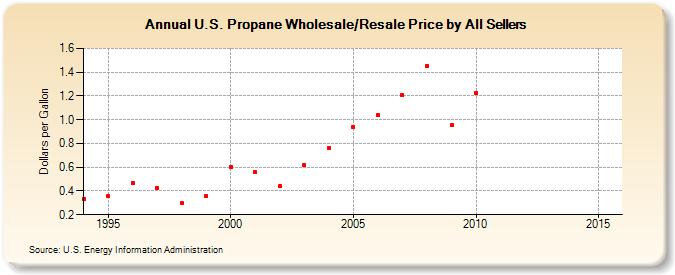 Annual U.S. Propane Wholesale/Resale Price by All Sellers
Dollars per Gallon
1.6
1.4
1.2
1.0
0.8
0.6
0.4
0.2
1995 2000 2005 2010 2015
Source: U.S. Energy Information Administration